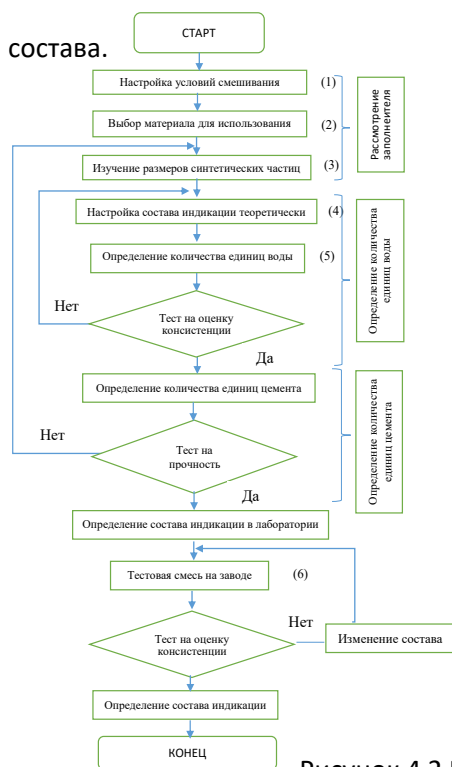 СТАРТ
состава.
Настройка условий смешивания
(1)
Выбор материала для использования
(2)
Изучение размеров синтетических частиц
(3)
Рассмотрение
заполнеителя
Настройка состава индикации теоретически
(4)
Определение количества единиц воды
(5)
Нет
Тест на оценку
консистенции
Да
Определение количества
единиц воды
Определение количества единиц цемента
Нет
Тест на
прочность
Да
Определение количества
единиц цемента
Определение состава индикации в лаборатории
Тестовая смесь на заводе
(6)
Нет
Тест на оценку
консистенции
Изменение состава
Определение состава индикации
КОНЕЦ
Рисунок 4.2